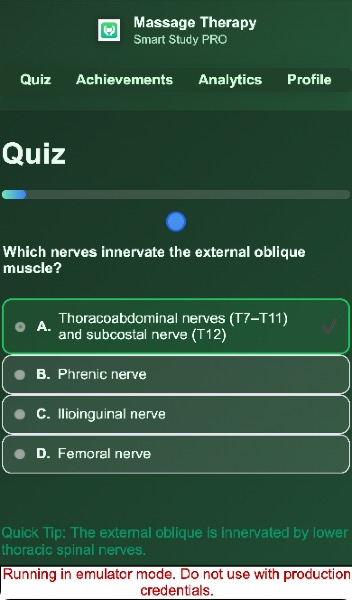 Massage Therapy
Smart Study PRO
Quiz Achievements Analytics Profile
Quiz
Which nerves innervate the external oblique
muscle?
A. Thoracoabdominal nerves (T7–T11)
and subcostal nerve (T12)
B. Phrenic nerve
C. Ilioinguinal nerve
D. Femoral nerve
Quick Tip: The external oblique is innervated by lower
thoracic spinal nerves.
Running in emulator mode. Do not use with production
credentials.